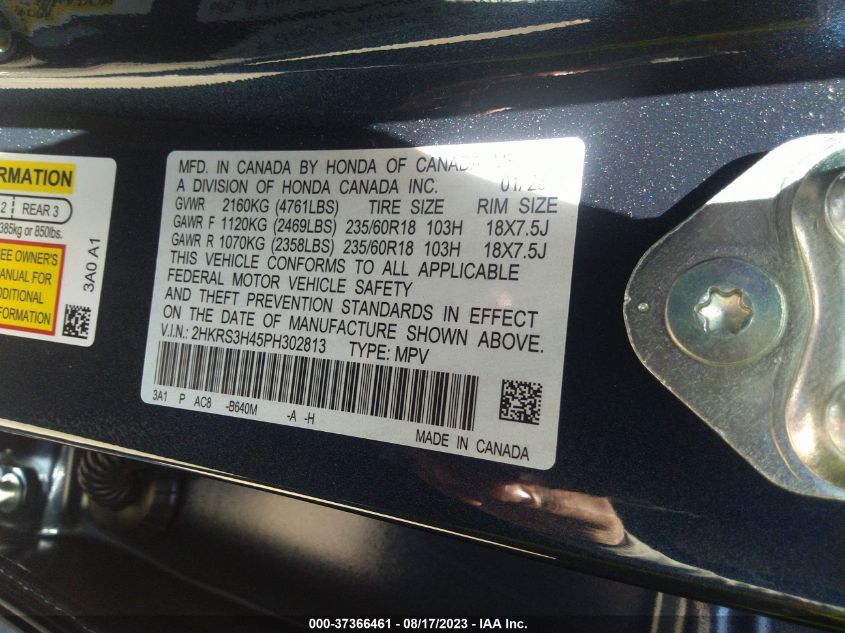 RMATION
2 REAR 3
385kg or 850lbs.
EE OWNER'S
ANUAL FOR
DDITIONAL
FORMATION
3A0 A1
MFD. IN CANADA BY HONDA OF CANADA
A DIVISION OF HONDA CANADA INC. 01/23
GVWR 2160KG (4761LBS) TIRE SIZE RIM SIZE
GAWR F 1120KG (2469LBS) 235/60R18 103H 18X7.5J
GAWR R 1070KG (2358LBS) 235/60R18 103H 18X7.5J
THIS VEHICLE CONFORMS TO ALL APPLICABLE
FEDERAL MOTOR VEHICLE SAFETY
AND THEFT PREVENTION STANDARDS IN EFFECT
ON THE DATE OF MANUFACTURE SHOWN ABOVE.
V.I.N.: 2HKRS3H45PH302813 TYPE: MPV
3A1 P AC8 -B640M -A -H
MADE IN CANADA
000-37366461 - 08/17/2023 - IAA Inc.